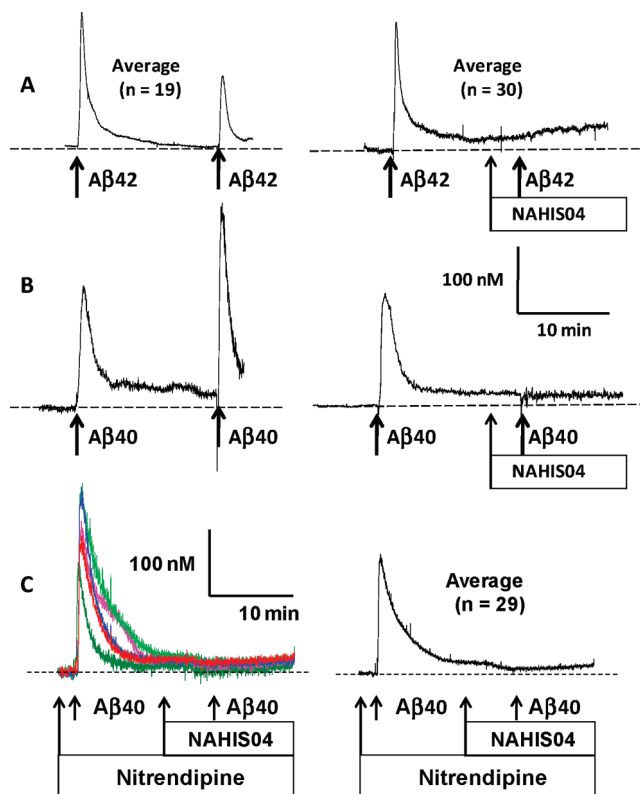 A
Average
(n = 19)
Average
(n = 30)
Aβ42
Aβ42
Aβ42
Aβ42
NAHIS04
B
100 nM
10 min
Aβ40
Aβ40
Aβ40
Aβ40
NAHIS04
C
100 nM
10 min
Average
(n = 29)
Aβ40
Aβ40
Aβ40
Aβ40
NAHIS04
NAHIS04
Nitrendipine
Nitrendipine